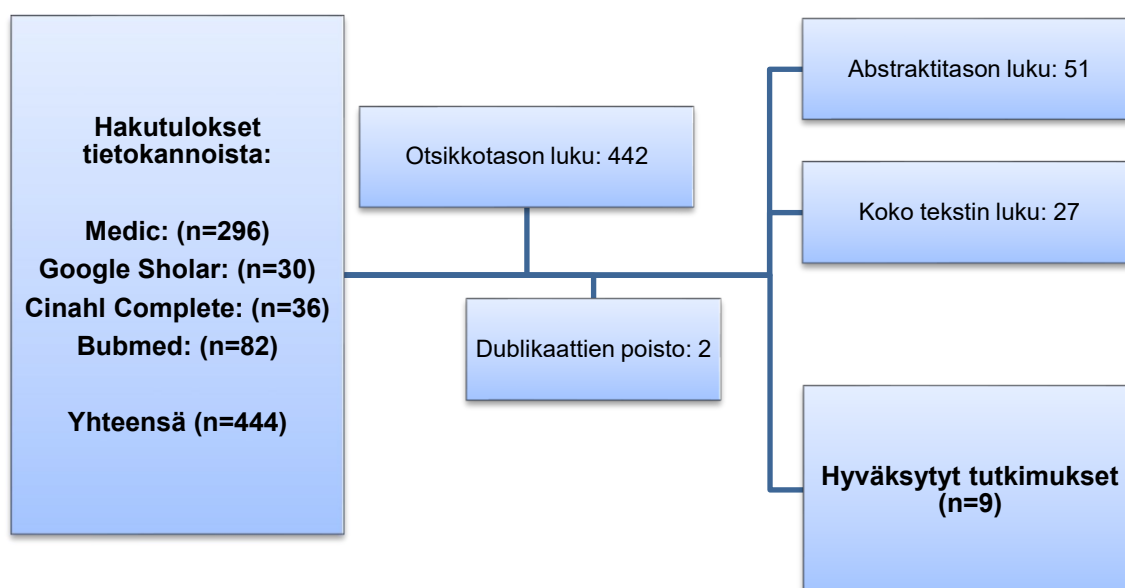 Hakutulokset
tietokannoista:
Medic: (n=296)
Google Sholar: (n=30)
Cinahl Complete: (n=36)
Bubmed: (n=82)
Yhteensä (n=444)
Otsikkotason luku: 442
Dublikaattien poisto: 2
Abstraktitason luku: 51
Koko tekstin luku: 27
Hyväksytyt tutkimukset
(n=9)